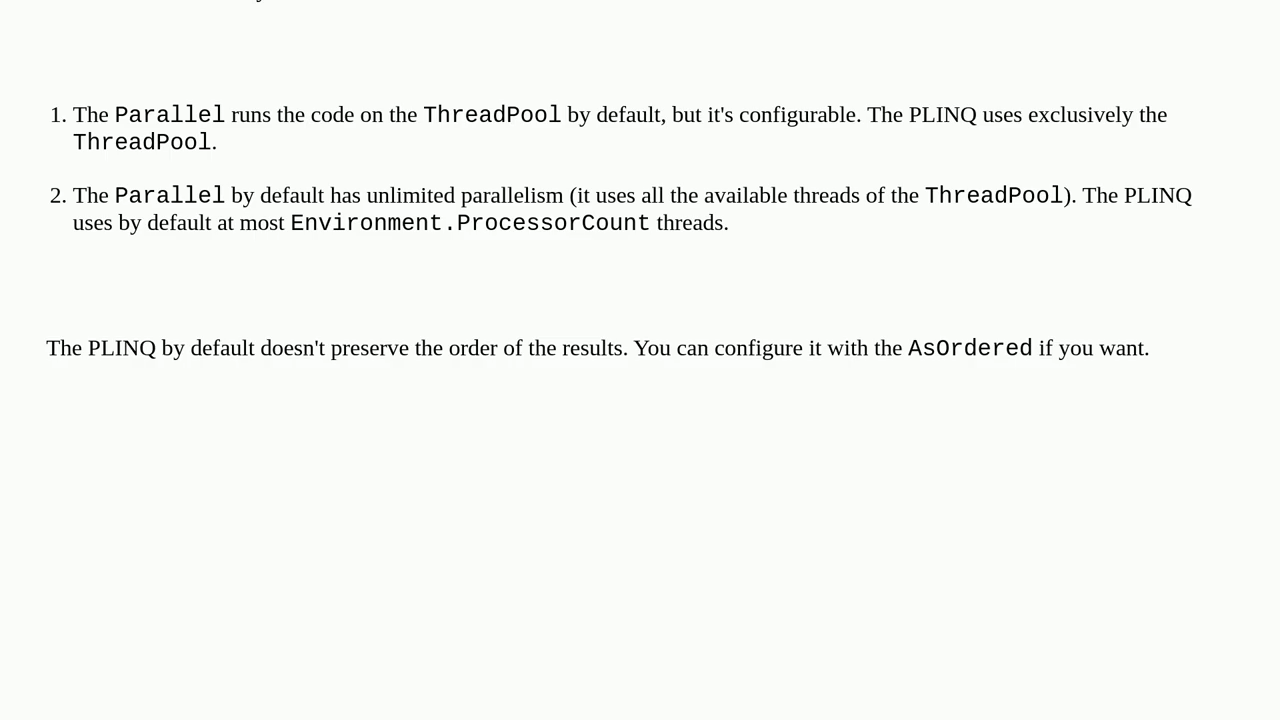 1. The Parallel runs the code on the ThreadPool by default, but it's configurable. The PLINQ uses exclusively the
ThreadPool.
2. The Parallel by default has unlimited parallelism (it uses all the available threads of the ThreadPool). The PLINQ
uses by default at most Environment.ProcessorCount threads.
The PLINQ by default doesn't preserve the order of the results. You can configure it with the AsOrdered if you want.